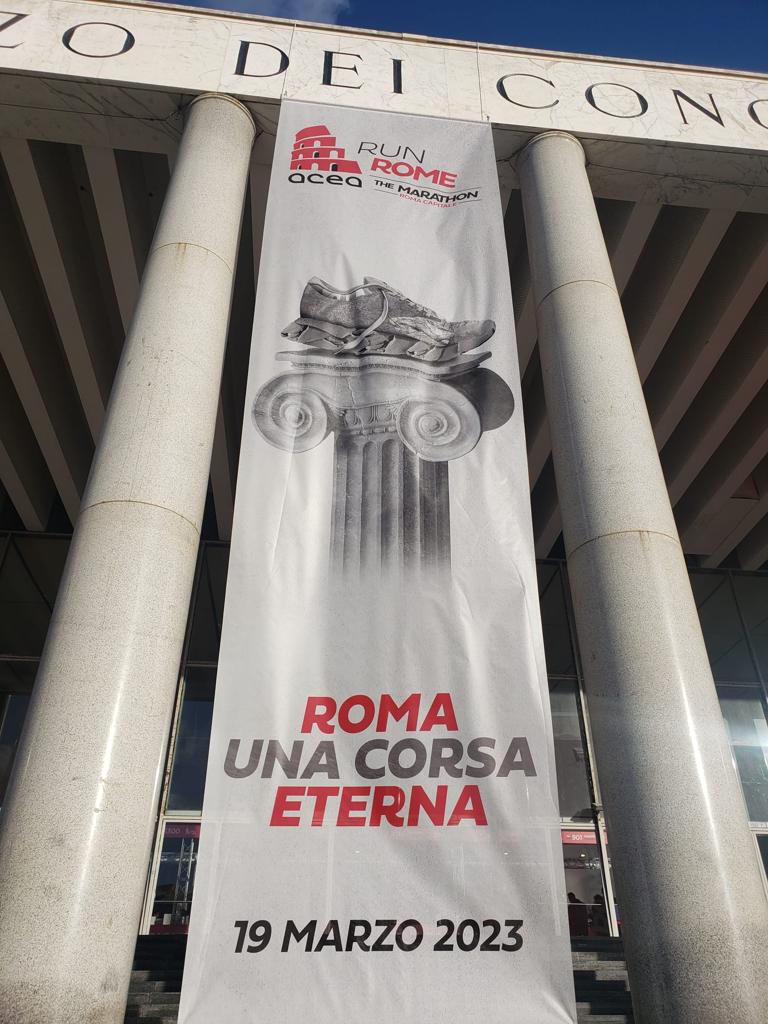 ZO DEI CONG
RUN
ROME
acea
THE MARATHON
ROMA CAPITALE
ROMA
UNA CORSA
ETERNA
19 MARZO 2023